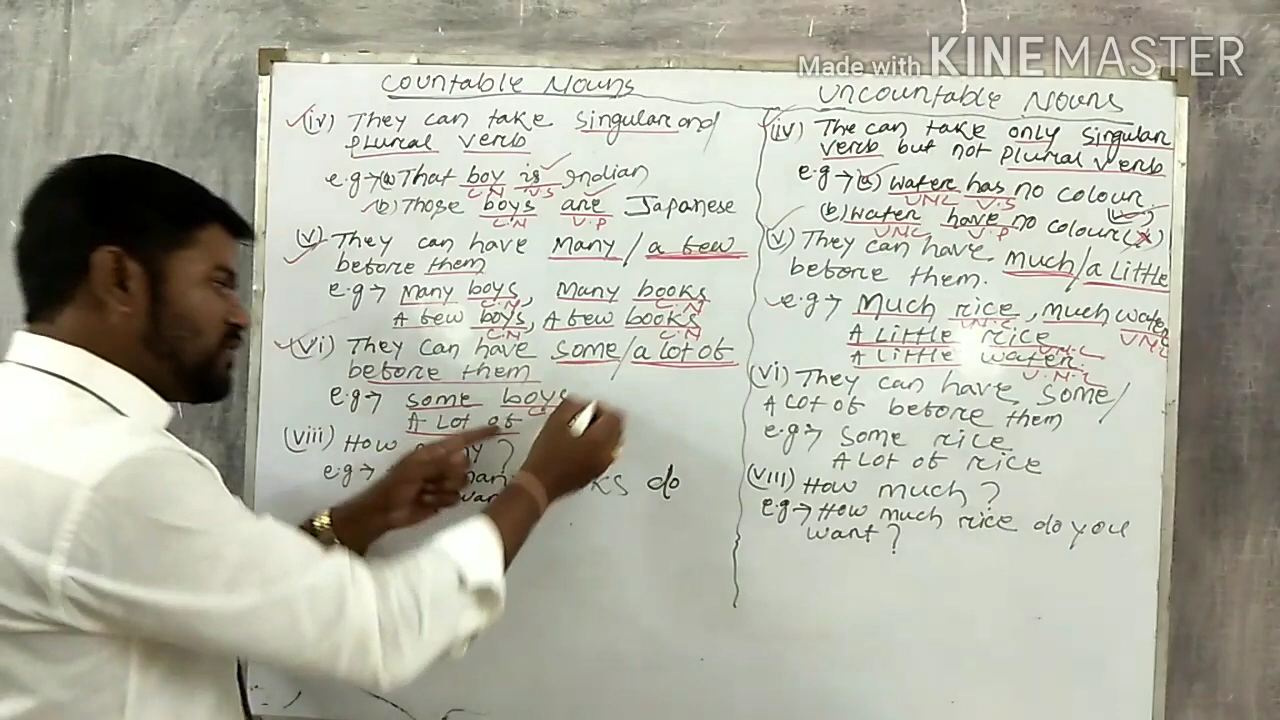 Made with KINEMASTER
Countable Nouns
(iv) They can take singular and
plural verb
e.g → (a) That boy is Indian
C.N V.S
(b) Those boys are Japanese
C.N V.P
(v) They can have many / a few
before them
e.g → Many boys, Many books
C.N C.N
A few boys, A few books
C.N C.N
(vi) They can have some / a lot of
before them
e.g → some boys
A Lot of
(viii) How ?
e.g → do
Uncountable Nouns
(iv) The can take only singular
verb but not plural verb
e.g → (a) water has no colour
UNC V.S
(b) water have no colour (x)
UNC V.P
(v) They can have much / a little
before them.
e.g → Much rice, much water
U.N.C UNC
A Little rice
U.N.C
A Little water.
U.N.C
(vi) They can have some /
A lot of before them
e.g → some rice
A Lot of rice
(viii) How much ?
e.g → How much rice do you
want ?